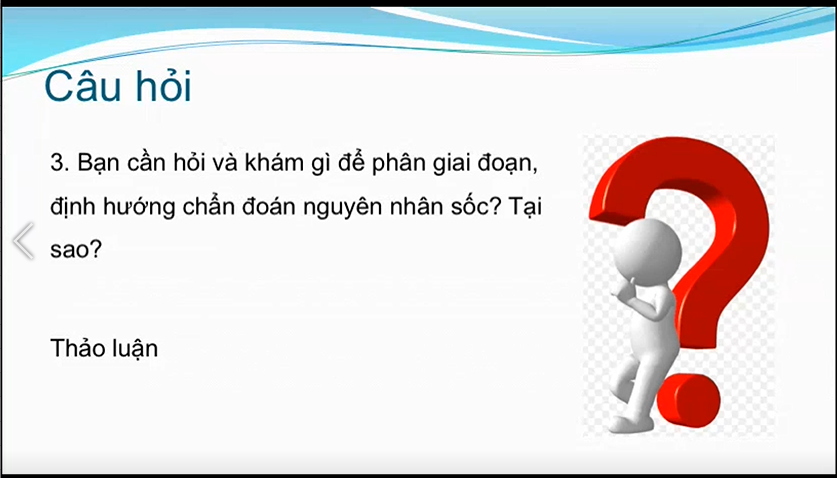 Câu hỏi
3. Bạn cần hỏi và khám gì để phân giai đoạn,
định hướng chẩn đoán nguyên nhân sốc? Tại
sao?
Thảo luận